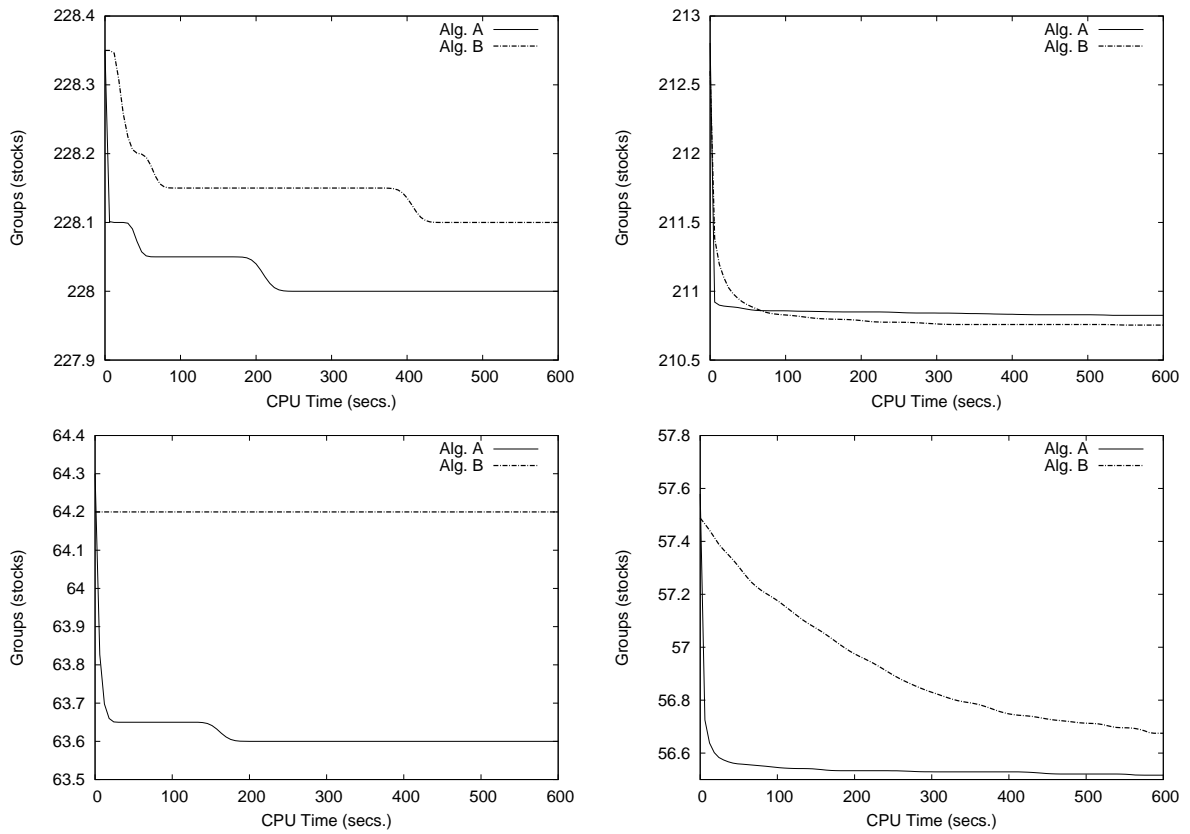 228.4
228.3
228.2
228.1
228
227.9
0 100 200 300 400 500 600
Groups (stocks)
CPU Time (secs.)
Alg. A
Alg. B
213
212.5
212
211.5
211
210.5
0 100 200 300 400 500 600
Groups (stocks)
CPU Time (secs.)
Alg. A
Alg. B
64.4
64.3
64.2
64.1
64
63.9
63.8
63.7
63.6
63.5
0 100 200 300 400 500 600
Groups (stocks)
CPU Time (secs.)
Alg. A
Alg. B
57.8
57.6
57.4
57.2
57
56.8
56.6
0 100 200 300 400 500 600
Groups (stocks)
CPU Time (secs.)
Alg. A
Alg. B